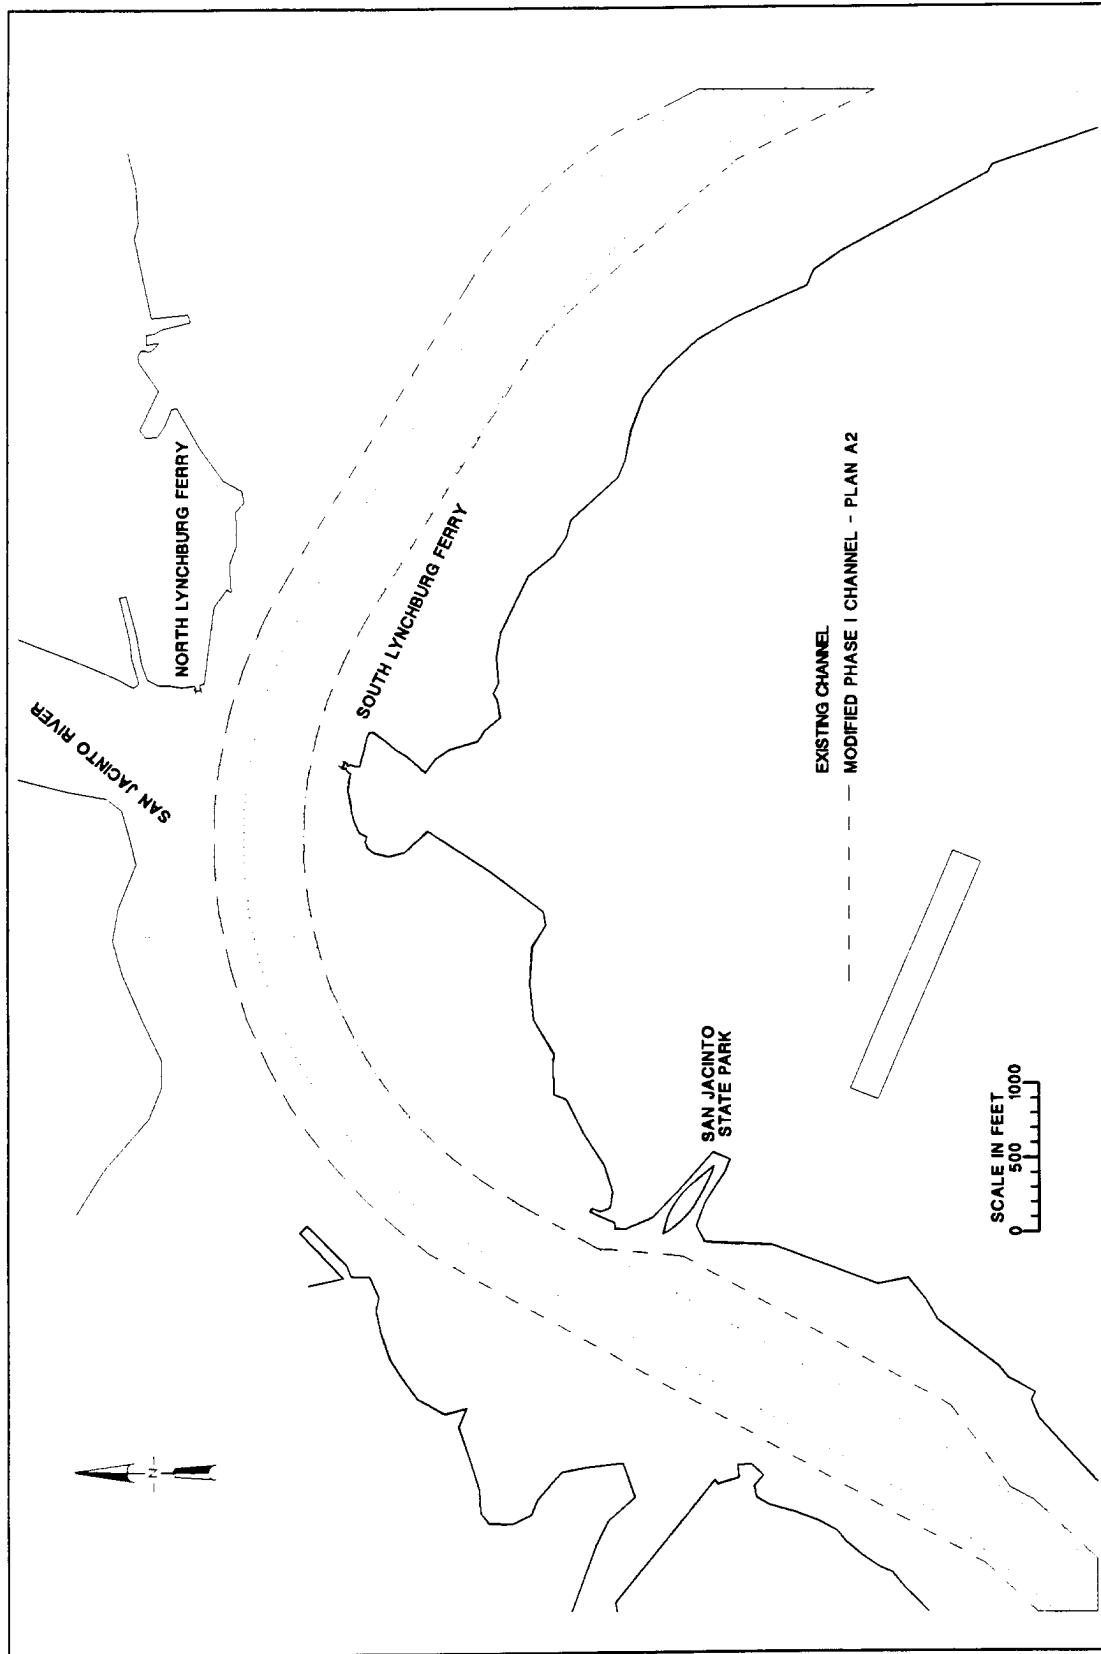 SAN JACINTO RIVER
NORTH LYNCHBURG FERRY
SOUTH LYNCHBURG FERRY
EXISTING CHANNEL
MODIFIED PHASE I CHANNEL - PLAN A2
SAN JACINTO
STATE PARK
SCALE IN FEET
0 500 1000
N